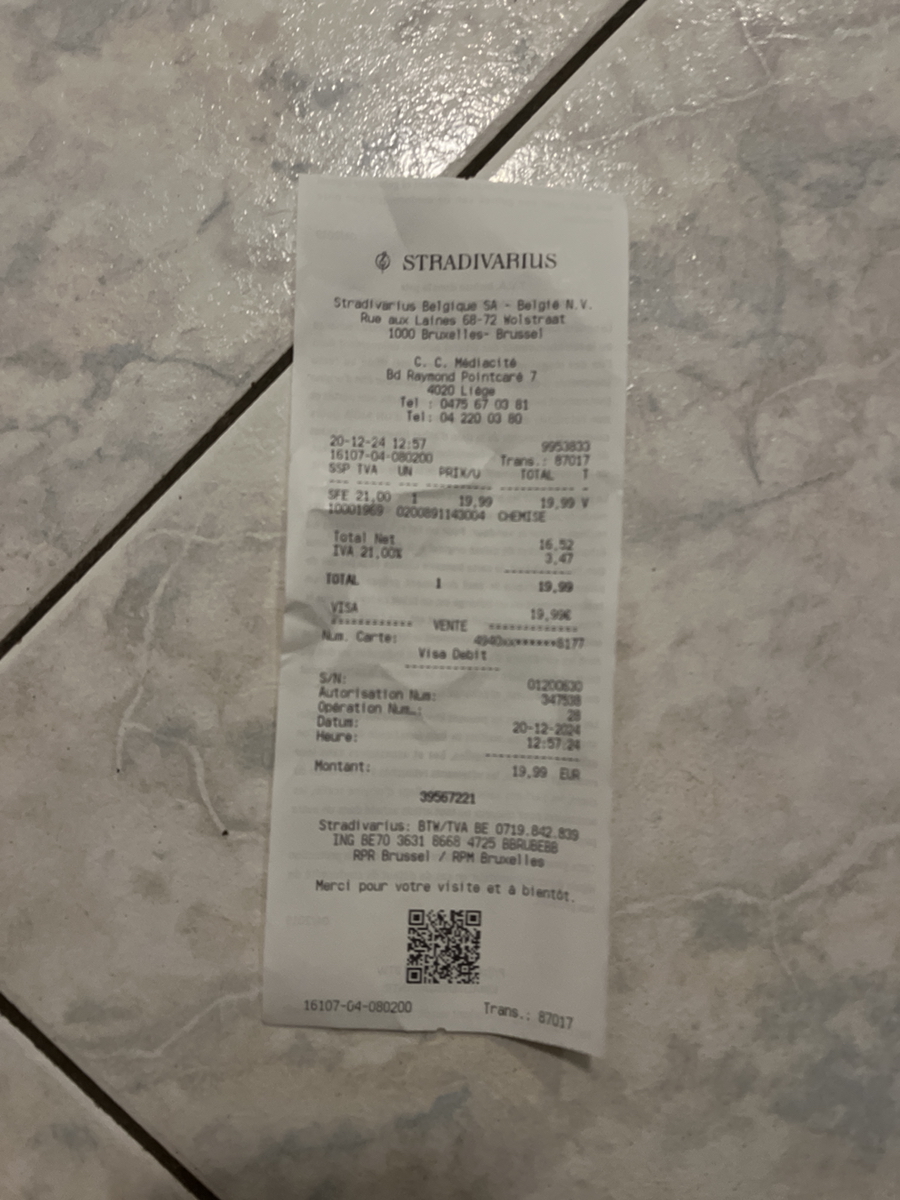 STRADIVARIUS
Stradivarius Belgique SA - België N.V.
Rue aux Laines 68-72 Wolstraat
1000 Bruxelles- Brussel
C. C. Médiacité
Bd Raymond Pointcaré 7
4020 Liège
Tel : 0475 67 03 81
Tel: 04 220 03 80
20-12-24 12:57 9953833
16107-04-080200 Trans.: 87017
SSP TVA UN PRIX/U TOTAL T
SFE 21,00 1 19,99 19,99 V
10001969 0200891143004 CHEMISE
Total Net 16,52
IVA 21,00% 3,47
TOTAL 1 19,99
VISA 19,99€
************ VENTE ************
Num. Carte: 4940xx******6177
Visa Debit
S/N: 01200630
Autorisation Num: 347538
Opération Num.: 28
Datum: 20-12-2024
Heure: 12:57:24
Montant: 19,99 EUR
39567221
Stradivarius: BTW/TVA BE 0719.842.839
ING BE70 3631 8668 4725 BBRUBEBB
RPR Brussel / RPM Bruxelles
Merci pour votre visite et à bientôt.
16107-04-080200 Trans.: 87017